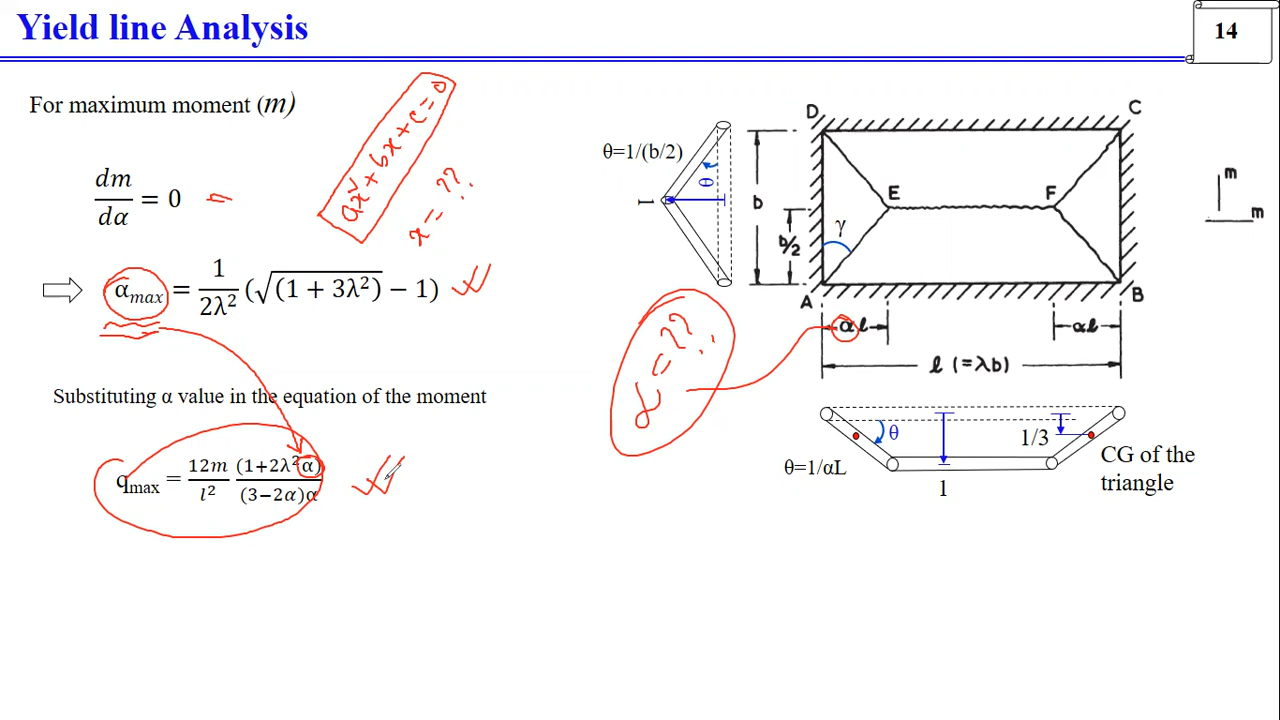 Yield line Analysis
14
For maximum moment (m)
dm/dα = 0 =
ax² + bx + c = 0
x = ??
⇒ α_max = 1/2λ² (√(1 + 3λ²) − 1)
Substituting α value in the equation of the moment
q_max = 12m/l² (1+2λ²α)/(3−2α)α
α = ??
θ=1/(b/2)
θ
1
b
b/2
D
C
E
F
γ
A
B
αl
αl
l (=λb)
m
m
θ
1/3
θ=1/αL
1
CG of the
triangle